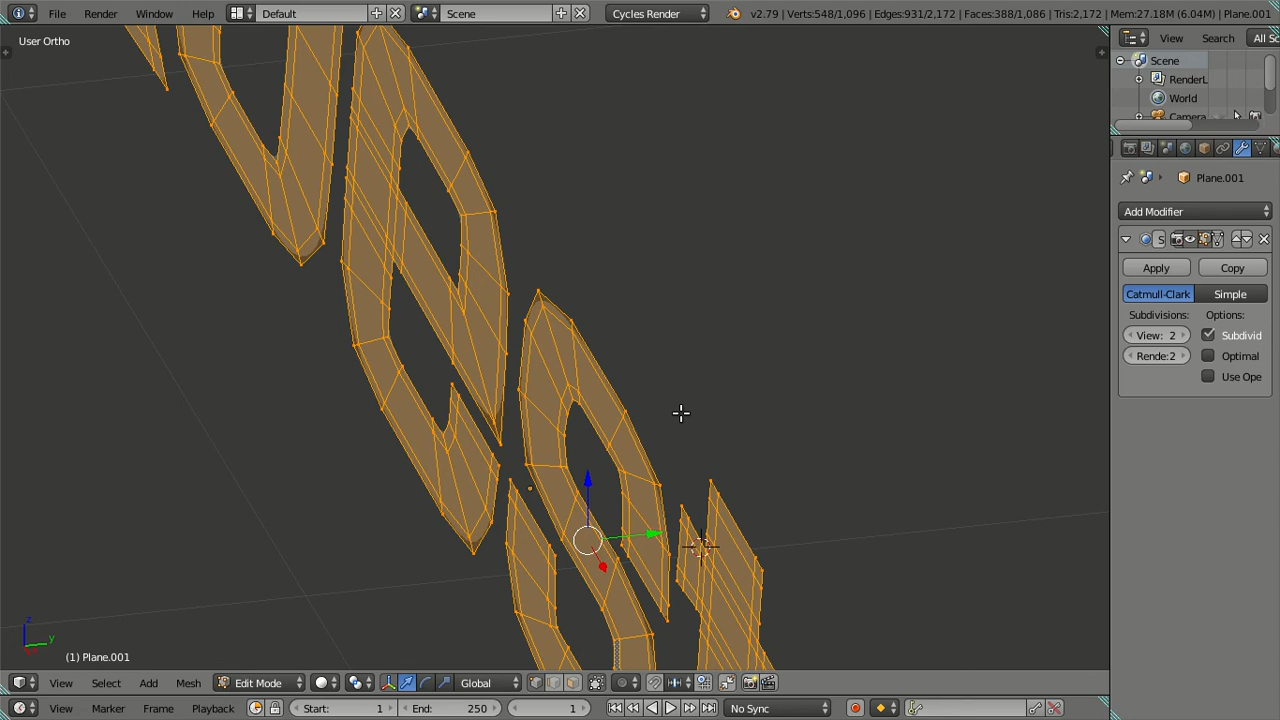 File Render Window Help Default Scene Cycles Render v2.79 | Verts:548/1,096 | Edges:931/2,172 | Faces:388/1,086 | Tris:2,172 | Mem:27.18M (6.04M) | Plane.001
User Ortho
View Search All Sc
Scene
RenderL
World
Camera
Plane.001
Add Modifier
S
Apply Copy
Catmull-Clark Simple
Subdivisions: Options:
View: 2 Subdivid
Rende:2 Optimal
Use Ope
z
y
(1) Plane.001
View Select Add Mesh Edit Mode Global
View Marker Frame Playback Start: 1 End: 250 1 No Sync